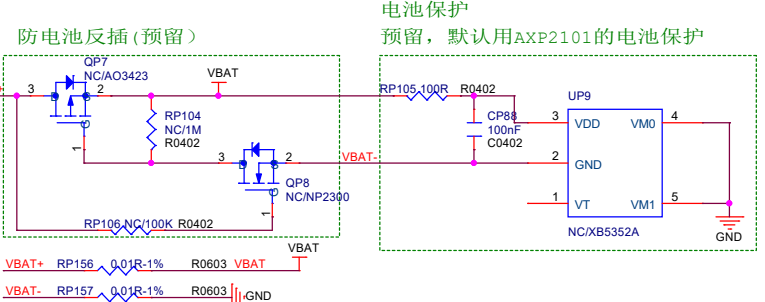 电池保护
防电池反插(预留）
预留，默认用AXP2101的电池保护
QP7
NC/AO3423
VBAT
3
2
1
RP104
NC/1M
R0402
RP105 100R R0402
CP88
100nF
C0402
UP9
3 VDD VM0 4
2 GND
1 VT VM1 5
NC/XB5352A
GND
3
2
VBAT-
QP8
NC/NP2300
1
RP106 NC/100K R0402
VBAT
VBAT+ RP156 0.01R-1% R0603 VBAT
VBAT- RP157 0.01R-1% R0603 GND